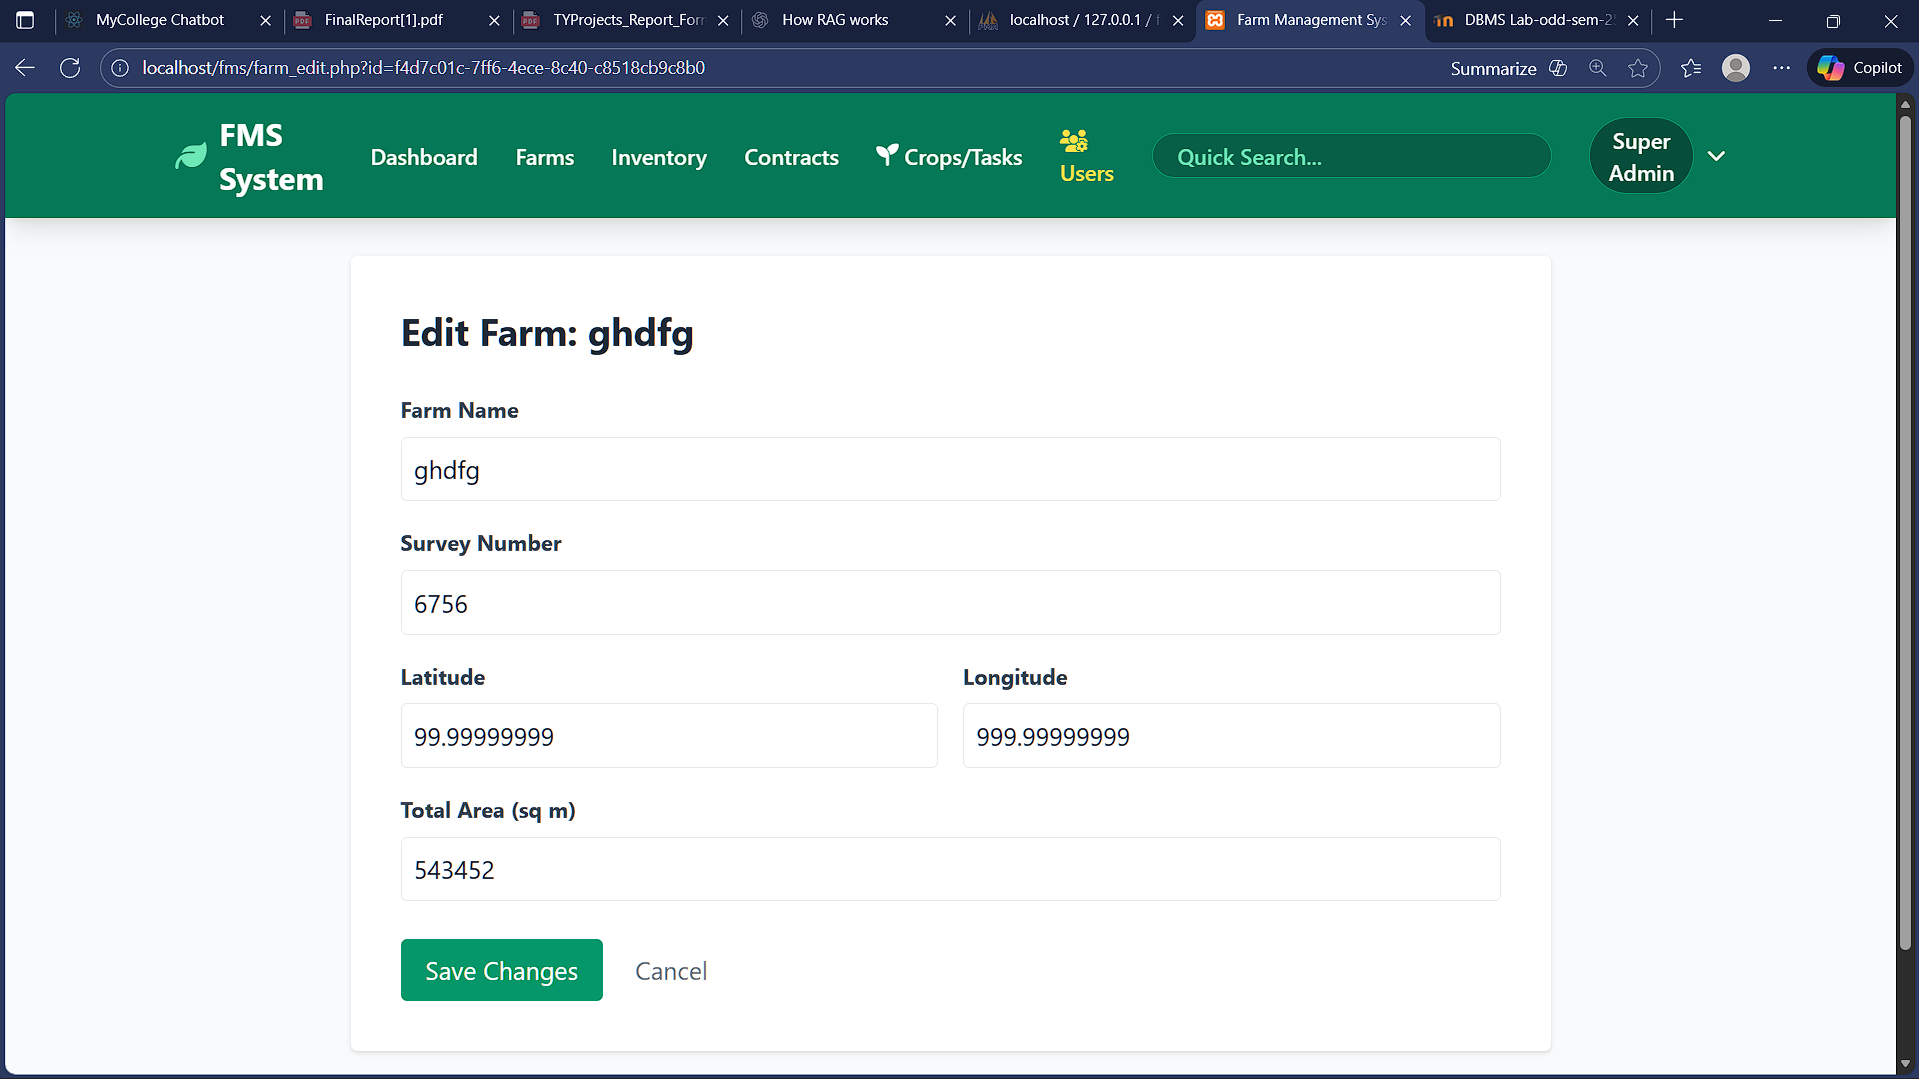 MyCollege Chatbot
FinalReport[1].pdf
TYProjects_Report_Forr
How RAG works
localhost / 127.0.0.1 / f
Farm Management Sys
DBMS Lab-odd-sem-2
localhost/fms/farm_edit.php?id=f4d7c01c-7ff6-4ece-8c40-c8518cb9c8b0
Summarize
Copilot
FMS
System
Dashboard
Farms
Inventory
Contracts
Crops/Tasks
Users
Quick Search...
Super
Admin
Edit Farm: ghdfg
Farm Name
ghdfg
Survey Number
6756
Latitude
Longitude
99.99999999
999.99999999
Total Area (sq m)
543452
Save Changes
Cancel